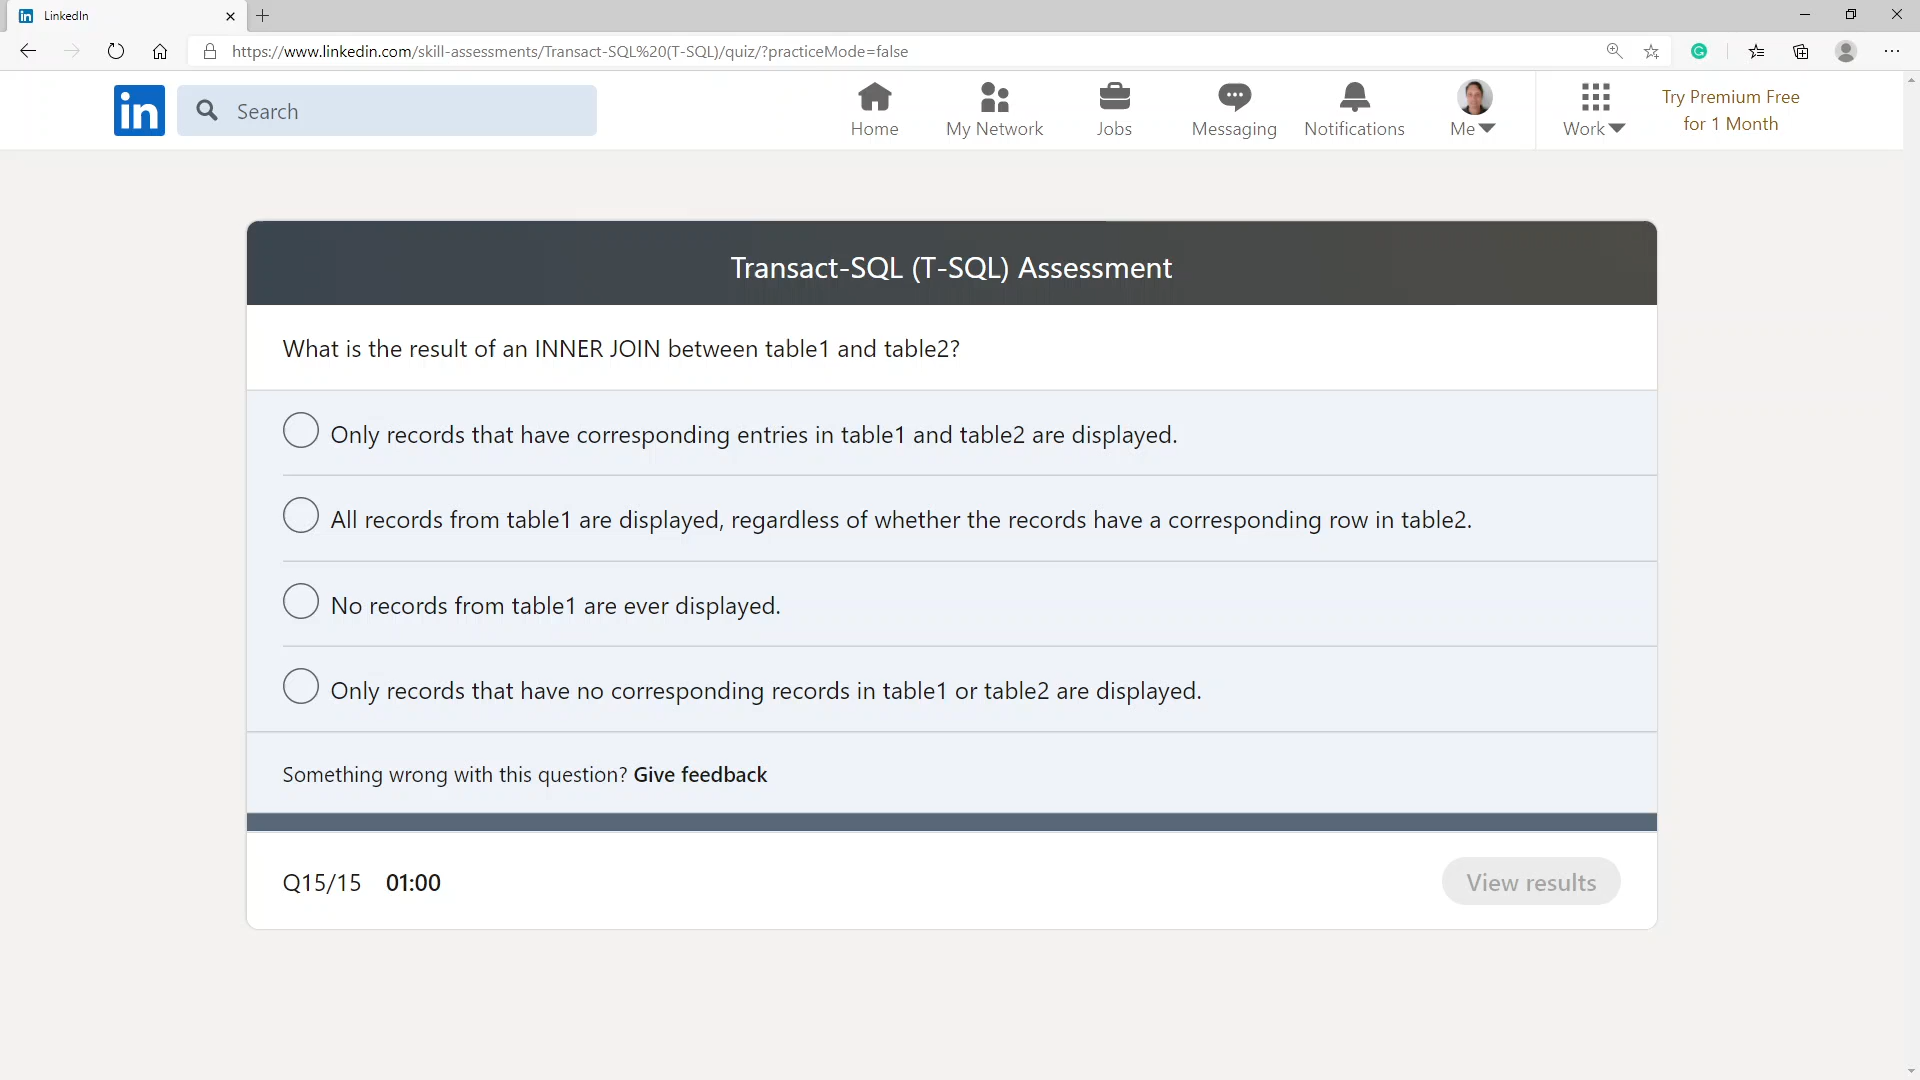 LinkedIn
https://www.linkedin.com/skill-assessments/Transact-SQL%20(T-SQL)/quiz/?practiceMode=false
in
Search
Home
My Network
Jobs
Messaging
Notifications
Me
Work
Try Premium Free
for 1 Month
Transact-SQL (T-SQL) Assessment
What is the result of an INNER JOIN between table1 and table2?
Only records that have corresponding entries in table1 and table2 are displayed.
All records from table1 are displayed, regardless of whether the records have a corresponding row in table2.
No records from table1 are ever displayed.
Only records that have no corresponding records in table1 or table2 are displayed.
Something wrong with this question? Give feedback
Q15/15 01:00
View results